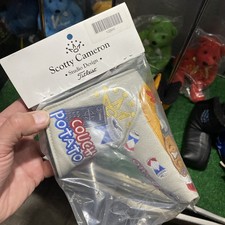 Scotty Cameron
Studio Design
Titleist
COUCH
POTATO